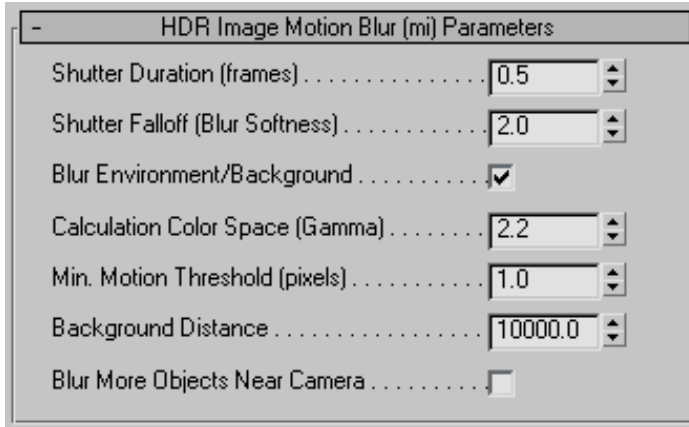 - HDR Image Motion Blur (mi) Parameters
Shutter Duration (frames) . . . . . . . . . . . . . . . 0.5
Shutter Falloff (Blur Softness) . . . . . . . . . . . 2.0
Blur Environment/Background . . . . . . . . . .
Calculation Color Space (Gamma) . . . . . . . . 2.2
Min. Motion Threshold (pixels) . . . . . . . . . . . 1.0
Background Distance . . . . . . . . . . . . . . . . . 10000.0
Blur More Objects Near Camera . . . . . . . . .